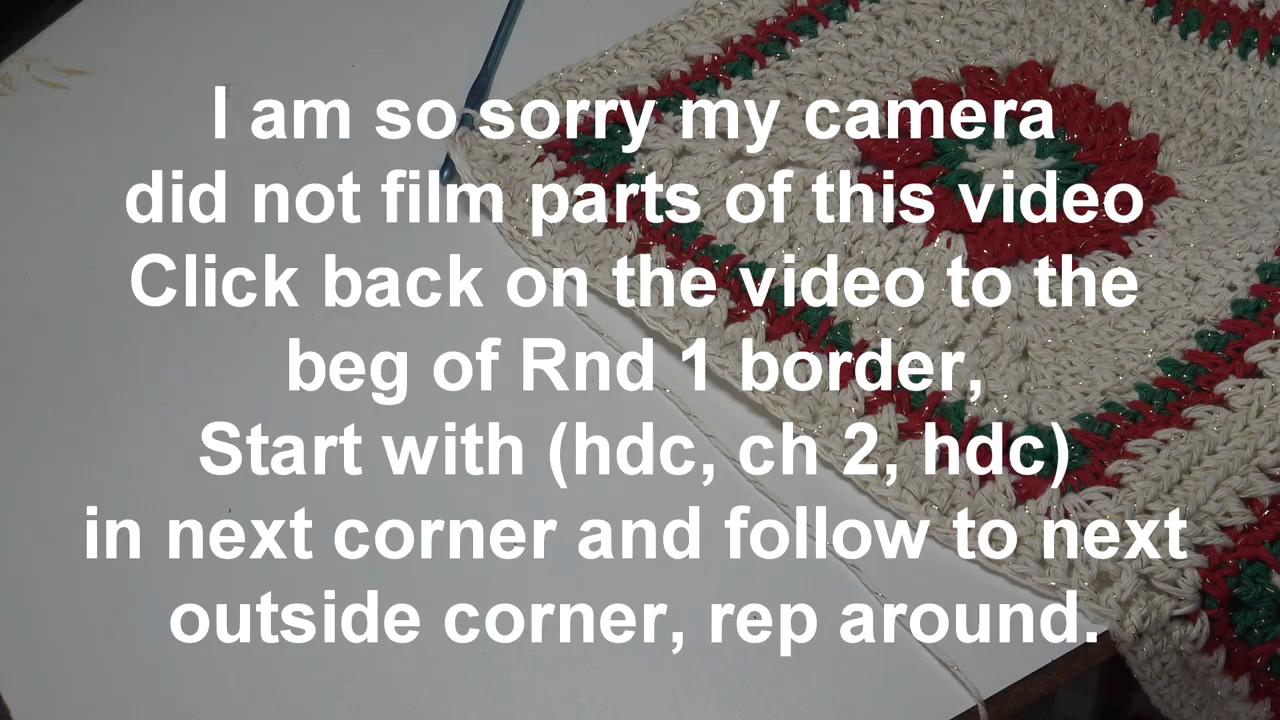 I am so sorry my camera
did not film parts of this video
Click back on the video to the
beg of Rnd 1 border,
Start with (hdc, ch 2, hdc)
in next corner and follow to next
outside corner, rep around.